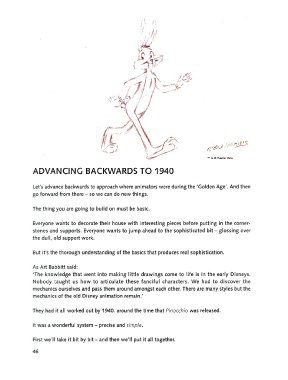 ADVANCING BACKWARDS TO 1940
Let's advance backwards to approach where animators were during the 'Golden Age'. And then
go forward from there – so we can do new things.
The thing you are going to build on must be basic.
Everyone wants to decorate their house with interesting pieces before putting in the corner-
stones and supports. Everyone wants to jump ahead to the sophisticated bit – glossing over
the dull, old support work.
But it's the thorough understanding of the basics that produces real sophistication.
As Art Babbitt said:
'The knowledge that went into making little drawings come to life is in the early Disneys.
Nobody taught us how to articulate these fanciful characters. We had to discover the
mechanics ourselves and pass them around amongst each other. There are many styles but the
mechanics of the old Disney animation remain.'
They had it all worked out by 1940, around the time that Pinocchio was released.
It was a wonderful system – precise and simple.
First we'll take it bit by bit – and then we'll put it all together.
46